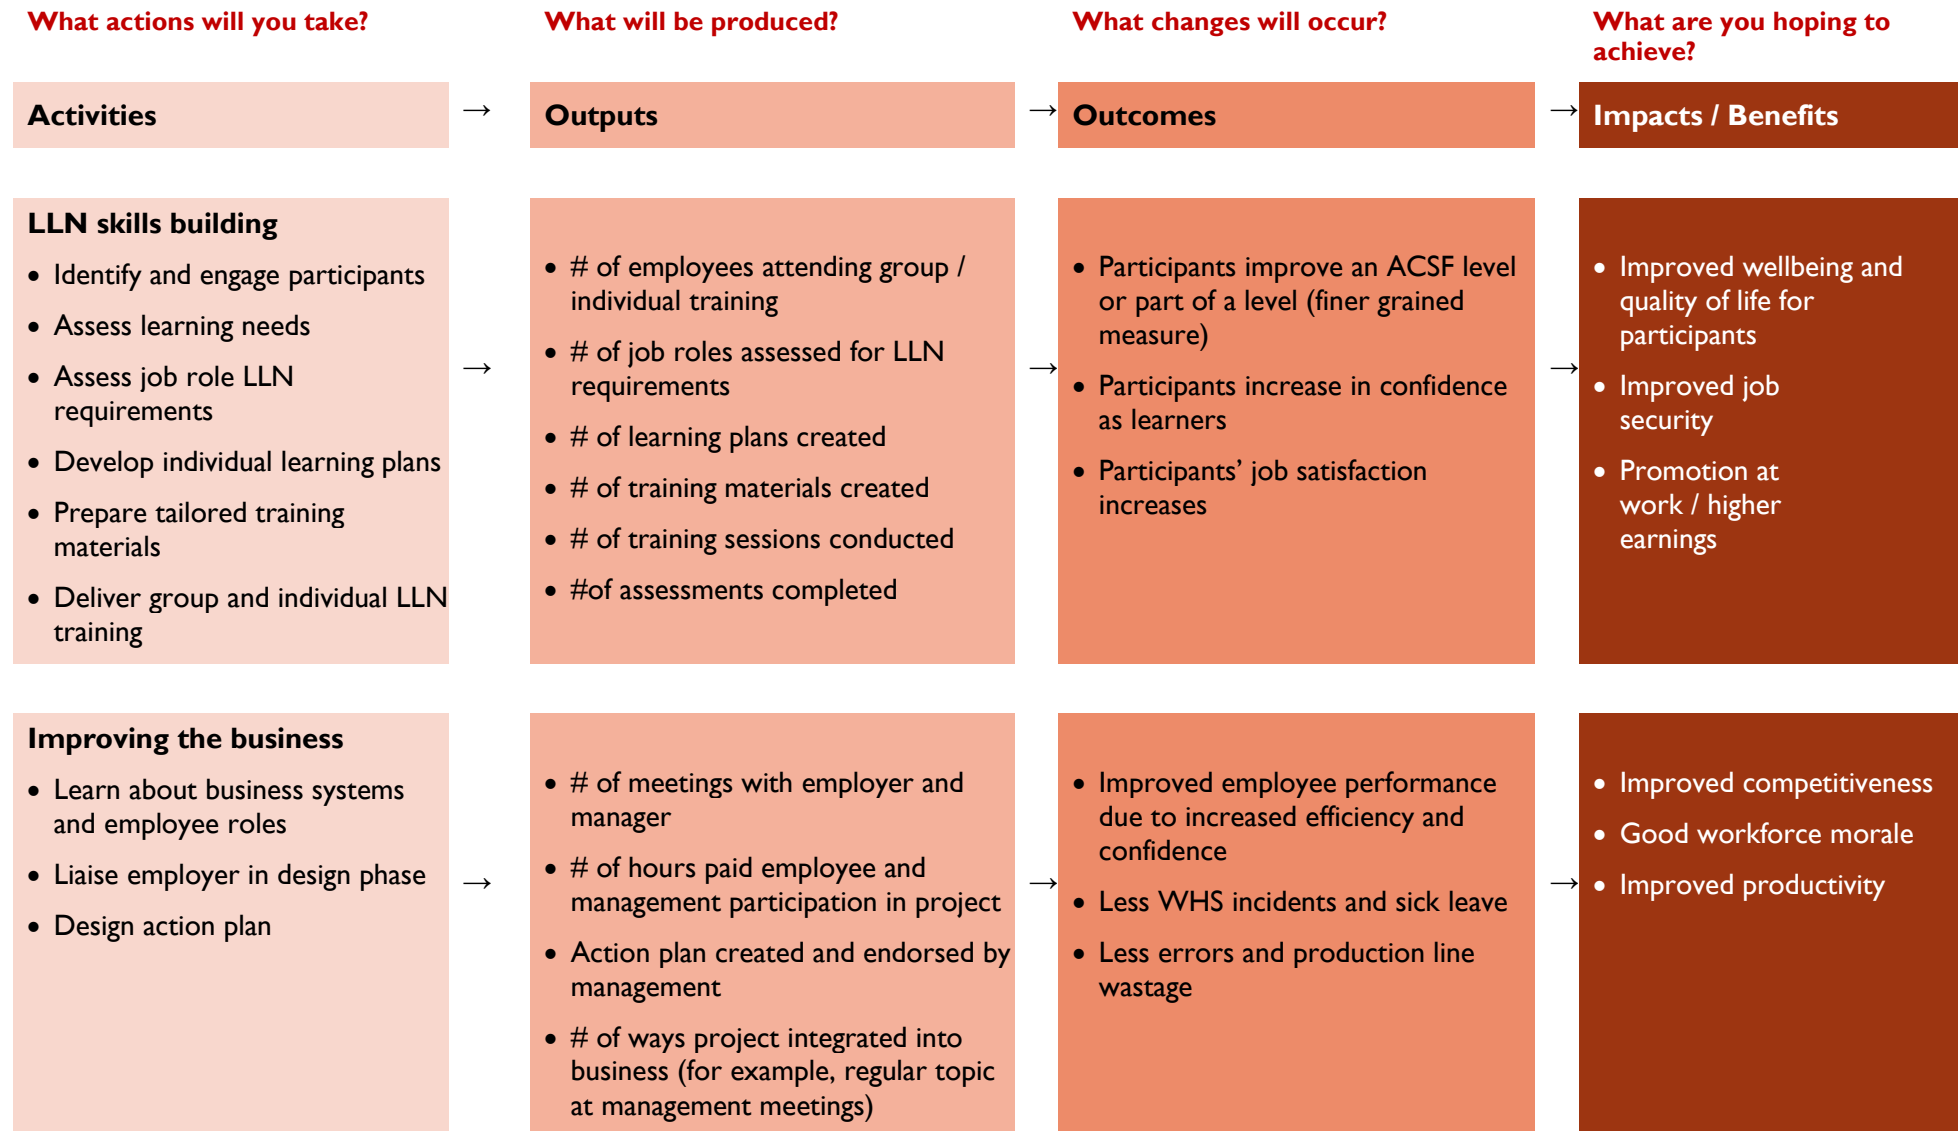 What actions will you take?
What will be produced?
What changes will occur?
What are you hoping to
achieve?
Activities
→
Outputs
→
Outcomes
→
Impacts / Benefits
LLN skills building
• Identify and engage participants
• Assess learning needs
• Assess job role LLN
requirements
• Develop individual learning plans
• Prepare tailored training
materials
• Deliver group and individual LLN
training
→
• # of employees attending group /
individual training
• # of job roles assessed for LLN
requirements
• # of learning plans created
• # of training materials created
• # of training sessions conducted
• #of assessments completed
→
• Participants improve an ACSF level
or part of a level (finer grained
measure)
• Participants increase in confidence
as learners
• Participants’ job satisfaction
increases
→
• Improved wellbeing and
quality of life for
participants
• Improved job
security
• Promotion at
work / higher
earnings
Improving the business
• Learn about business systems
and employee roles
• Liaise employer in design phase
• Design action plan
→
• # of meetings with employer and
manager
• # of hours paid employee and
management participation in project
• Action plan created and endorsed by
management
• # of ways project integrated into
business (for example, regular topic
at management meetings)
→
• Improved employee performance
due to increased efficiency and
confidence
• Less WHS incidents and sick leave
• Less errors and production line
wastage
→
• Improved competitiveness
• Good workforce morale
• Improved productivity